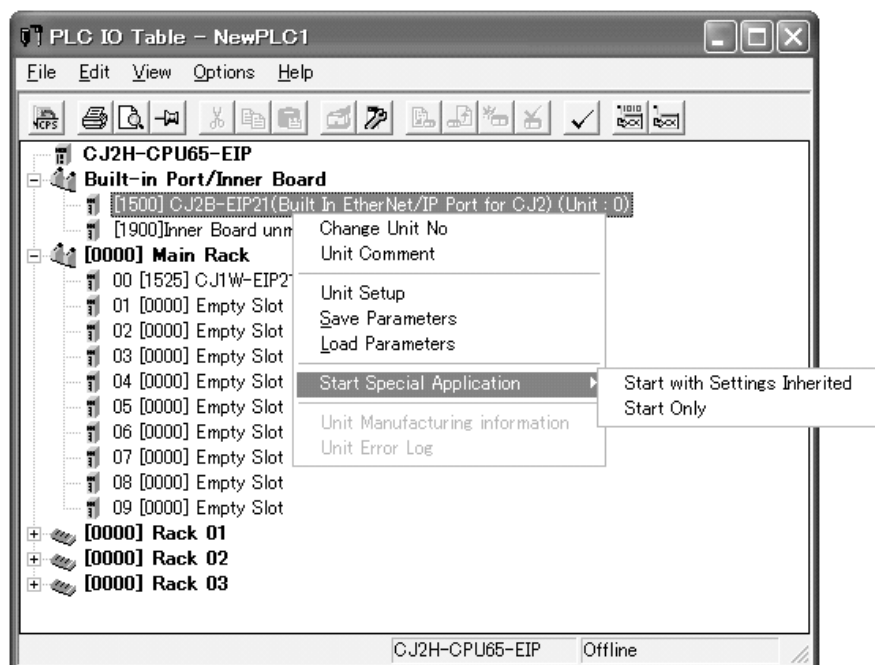 PLC IO Table - NewPLC1
File Edit View Options Help
CJ2H-CPU65-EIP
Built-in Port/Inner Board
[1500] CJ2B-EIP21(Built In EtherNet/IP Port for CJ2) (Unit : 0)
[1900]Inner Board
Change Unit No
[0000] Main Rack
Unit Comment
00 [1525]
Unit Setup
01 [0000] Empty Slot
02 [0000] Empty Slot
Save Parameters
03 [0000] Empty Slot
Load Parameters
04 [0000] Empty Slot
Start Special Application
Start with Settings Inherited
05 [0000] Empty Slot
Start Only
06 [0000] Empty Slot
Unit Manufacturing information
07 [0000] Empty Slot
Unit Error Log
08 [0000] Empty Slot
09 [0000] Empty Slot
[0000] Rack 01
[0000] Rack 02
[0000] Rack 03
CJ2H-CPU65-EIP Offline